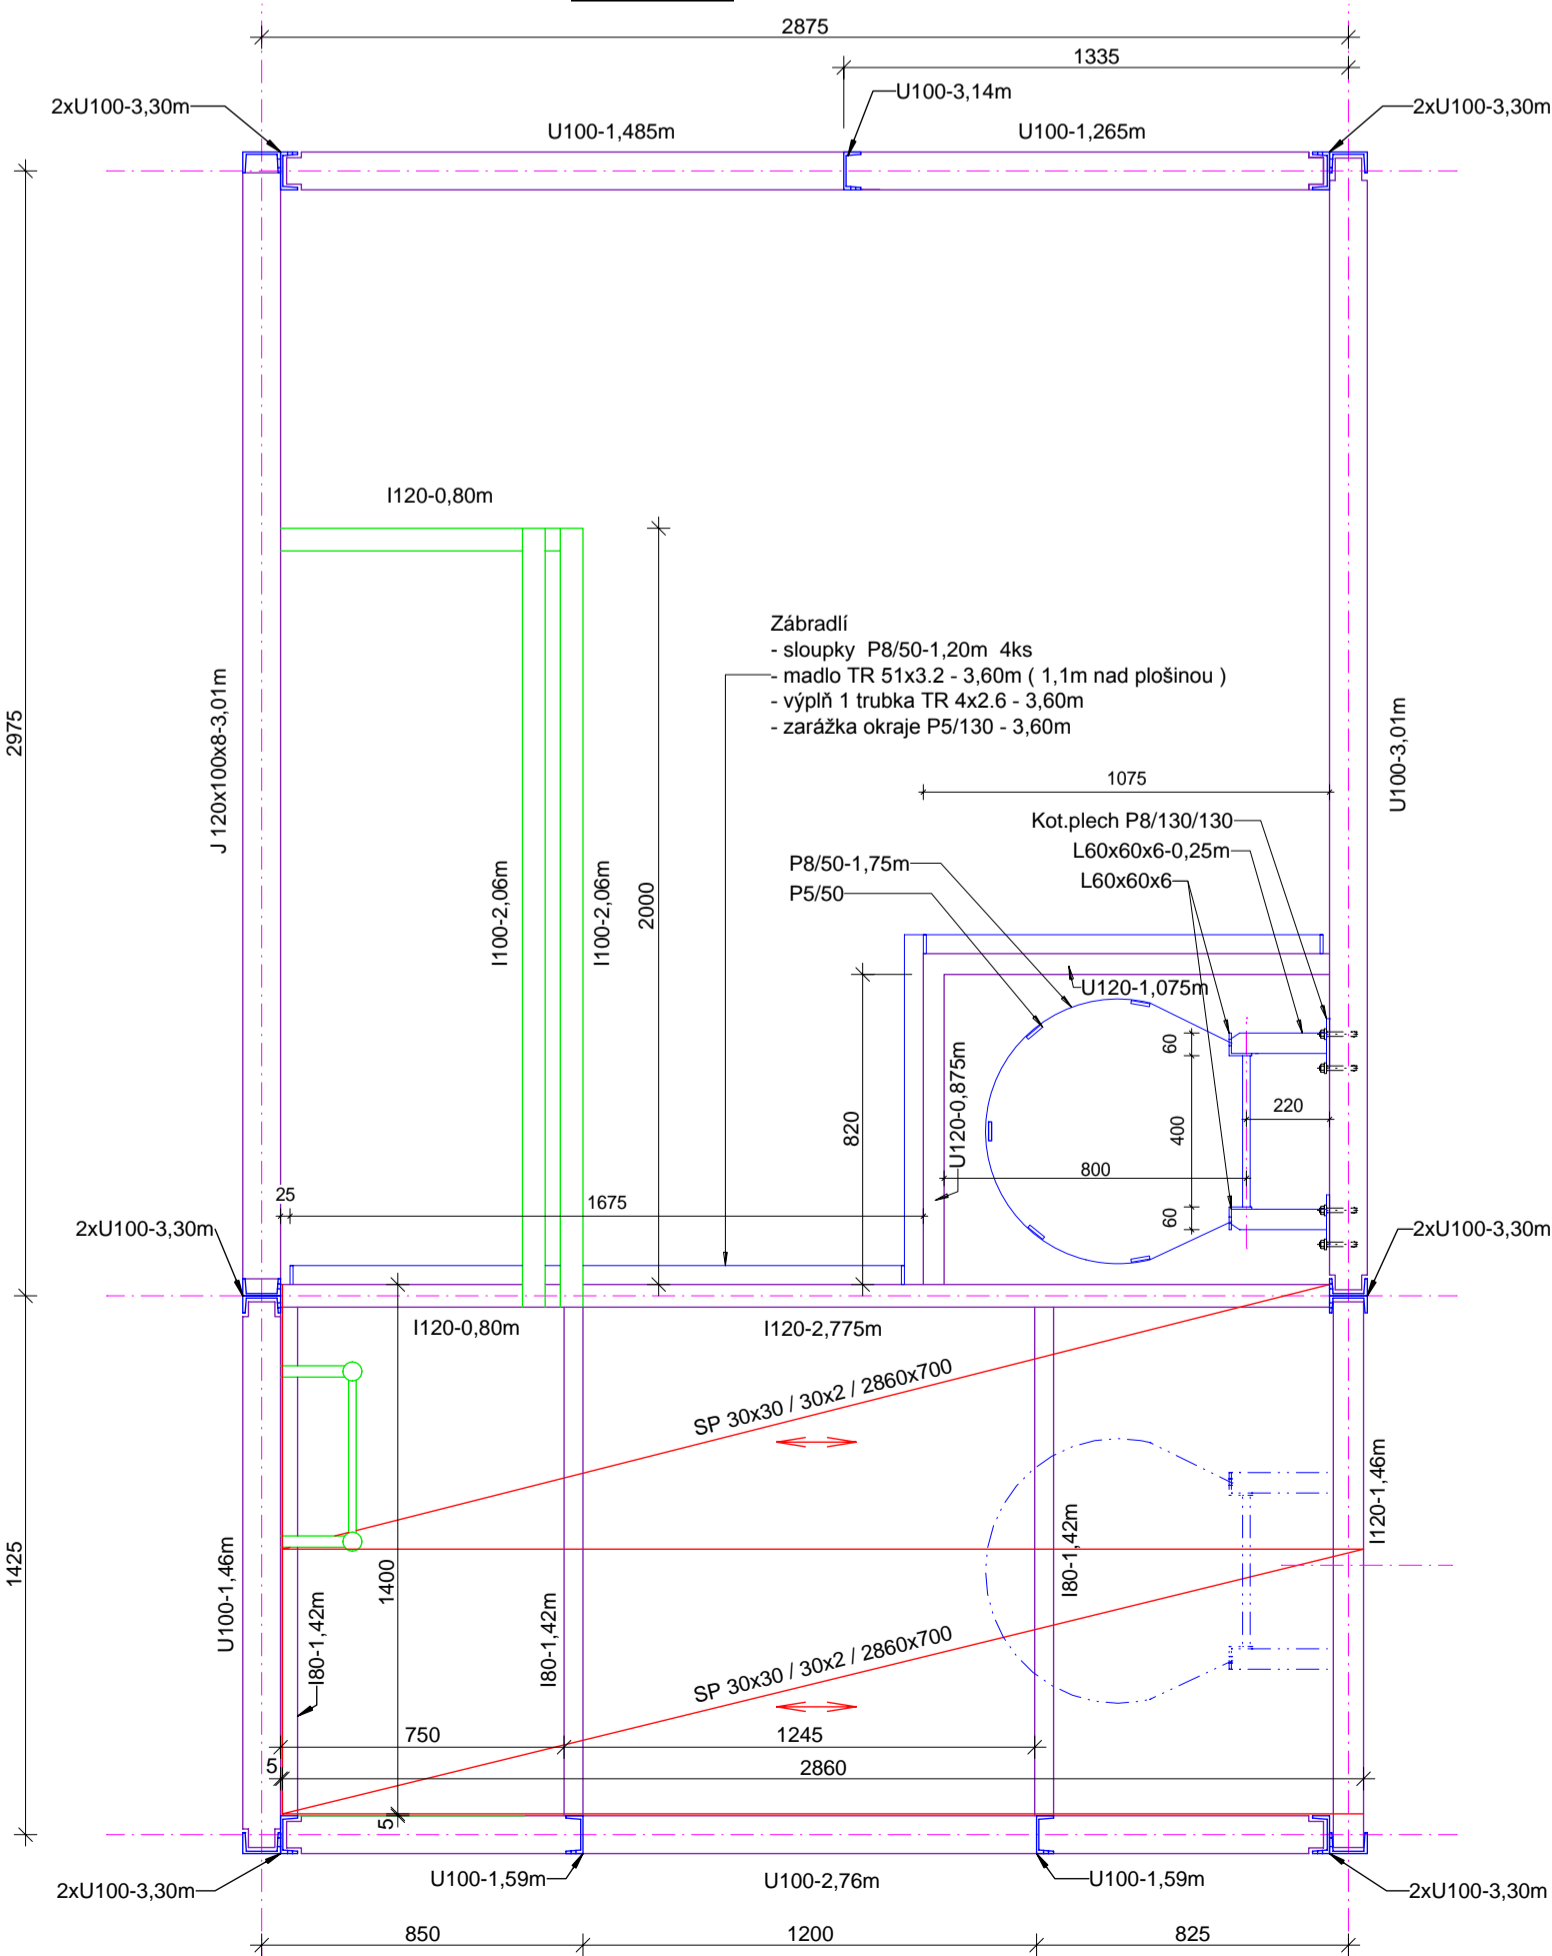 2875
1335
2xU100-3,30m
U100-3,14m
2xU100-3,30m
U100-1,485m
U100-1,265m
I120-0,80m
Zábradlí
- sloupky P8/50-1,20m 4ks
- madlo TR 51x3.2 - 3,60m ( 1,1m nad plošinou )
- výplň 1 trubka TR 4x2.6 - 3,60m
- zarážka okraje P5/130 - 3,60m
2975
J 120x100x8-3,01m
U100-3,01m
1075
Kot.plech P8/130/130
L60x60x6-0,25m
L60x60x6
P8/50-1,75m
P5/50
I100-2,06m
I100-2,06m
2000
U120-1,075m
U120-0,875m
820
60
400
60
220
800
25
1675
2xU100-3,30m
2xU100-3,30m
I120-0,80m
I120-2,775m
SP 30x30 / 30x2 / 2860x700
1425
U100-1,46m
I80-1,42m
1400
I80-1,42m
I80-1,42m
I120-1,46m
SP 30x30 / 30x2 / 2860x700
750
1245
5
2860
5
2xU100-3,30m
U100-1,59m
U100-2,76m
U100-1,59m
2xU100-3,30m
850
1200
825